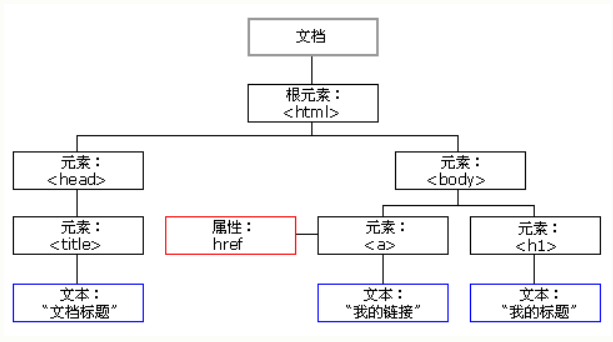 文档
根元素：
<html>
元素：
<head>
元素：
<body>
元素：
<title>
属性：
href
元素：
<a>
元素：
<h1>
文本：
“文档标题”
文本：
“我的链接”
文本：
“我的标题”